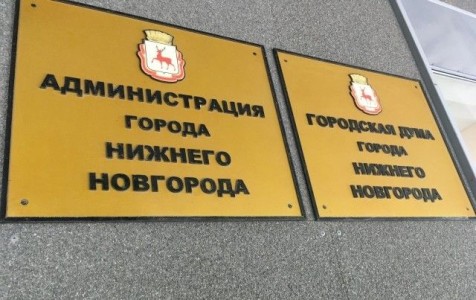 АДМИНИСТРАЦИЯ
ГОРОДА
НИЖНЕГО
НОВГОРОДА
ГОРОДСКАЯ ДУМА
ГОРОДА
НИЖНЕГО
НОВГОРОДА